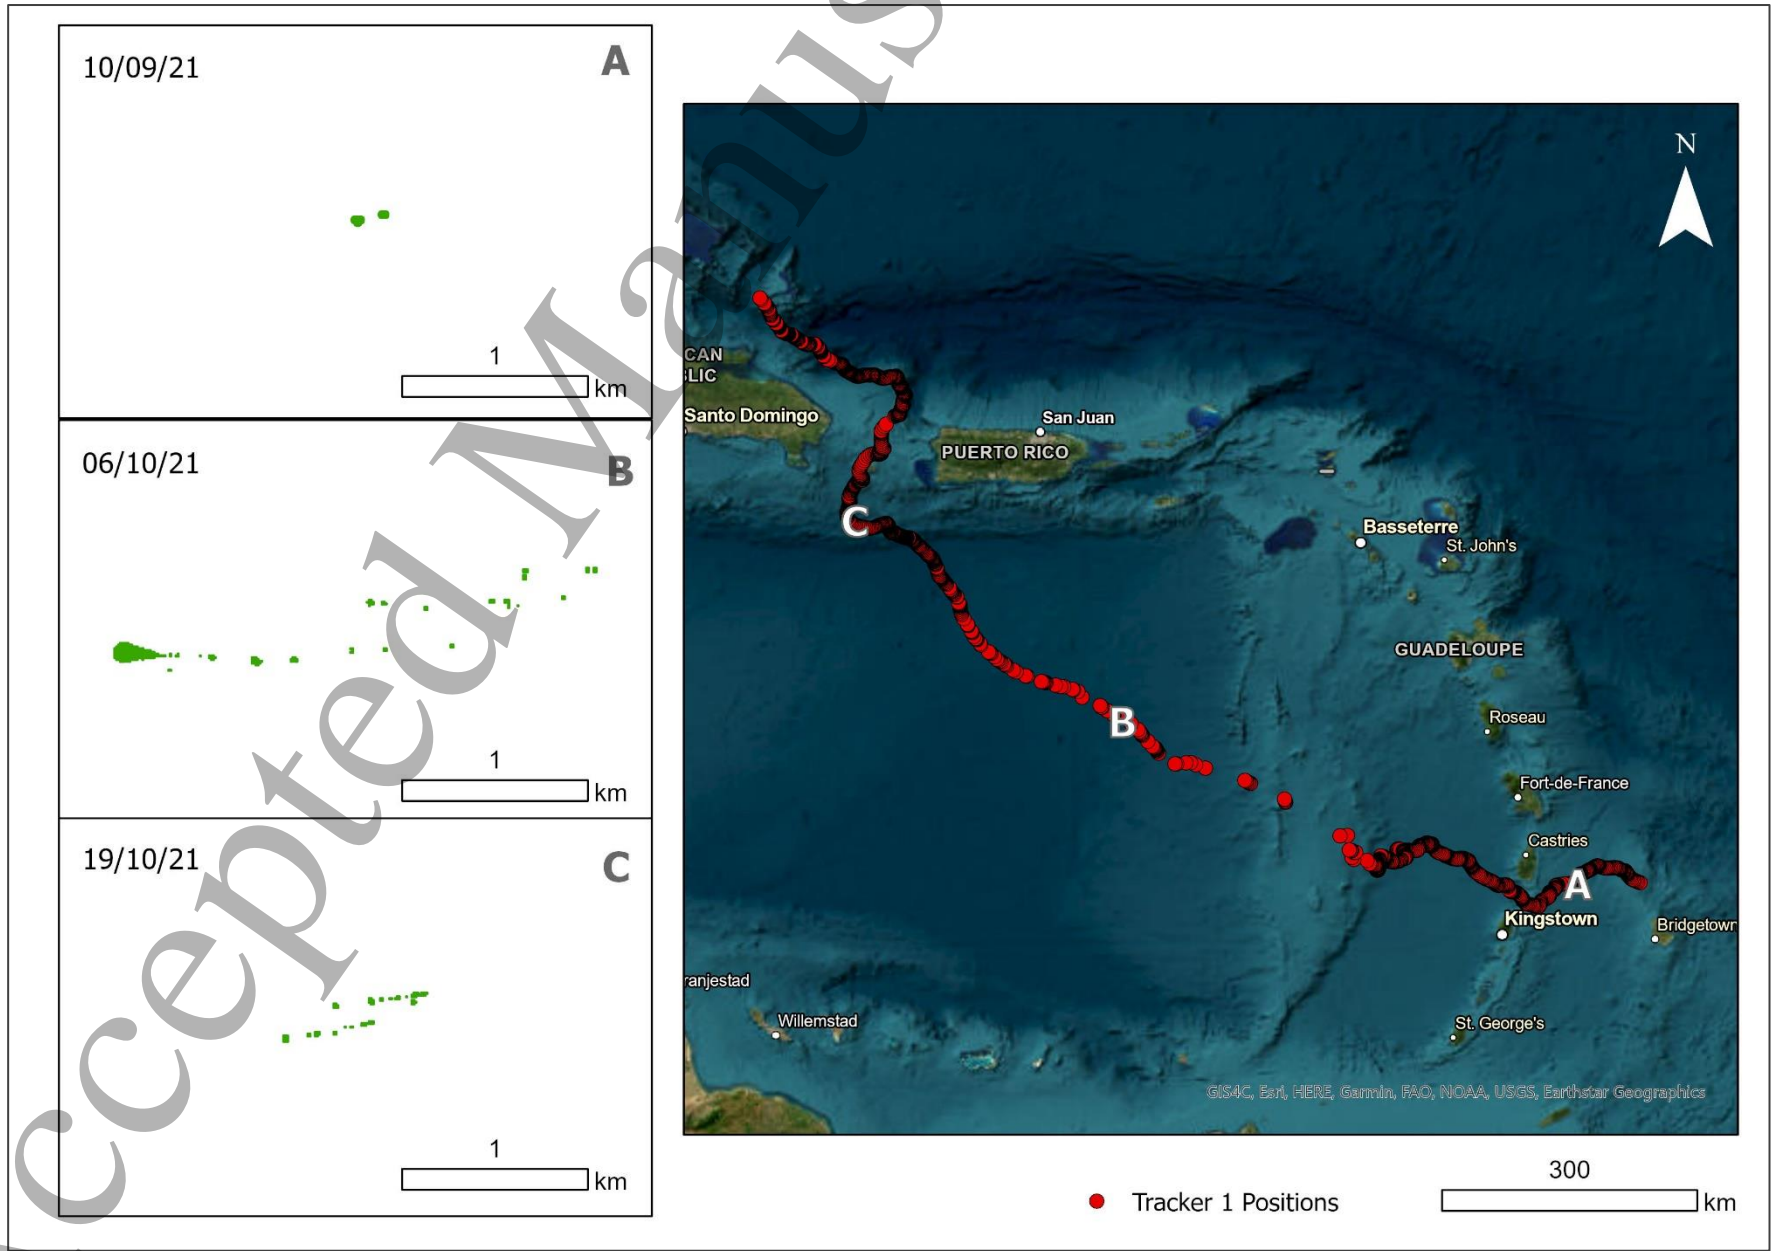 10/09/21
A
1
km
06/10/21
B
1
km
19/10/21
C
1
km
ccepted Manus
N
CAN
BLIC
Santo Domingo
San Juan
PUERTO RICO
C
Basseterre
St. John's
GUADELOUPE
B
Roseau
Fort-de-France
Castries
A
Kingstown
Bridgetown
ranjestad
Willemstad
St. George's
GIS4C, Esri, HERE, Garmin, FAO, NOAA, USGS, Earthstar Geographics
Tracker 1 Positions
300
km